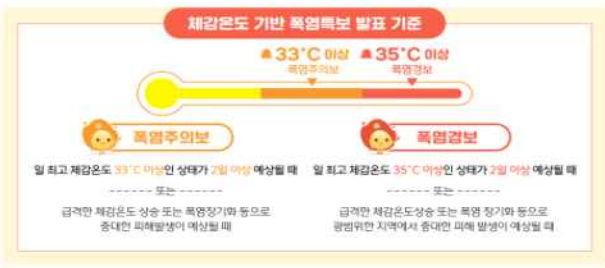 체감온도 기반 폭염특보 발표 기준
33°C 이상
폭염주의보
35°C 이상
폭염경보
폭염주의보
일 최고 체감온도 33°C 이상인 상태가 2일 이상 예상될 때
------ 또는 ------
급격한 체감온도 상승 또는 폭염장기화 등으로
중대한 피해발생이 예상될 때
폭염경보
일 최고 체감온도 35°C 이상인 상태가 2일 이상 예상될 때
------ 또는 ------
급격한 체감온도상승 또는 폭염 장기화 등으로
광범위한 지역에서 중대한 피해 발생이 예상될 때